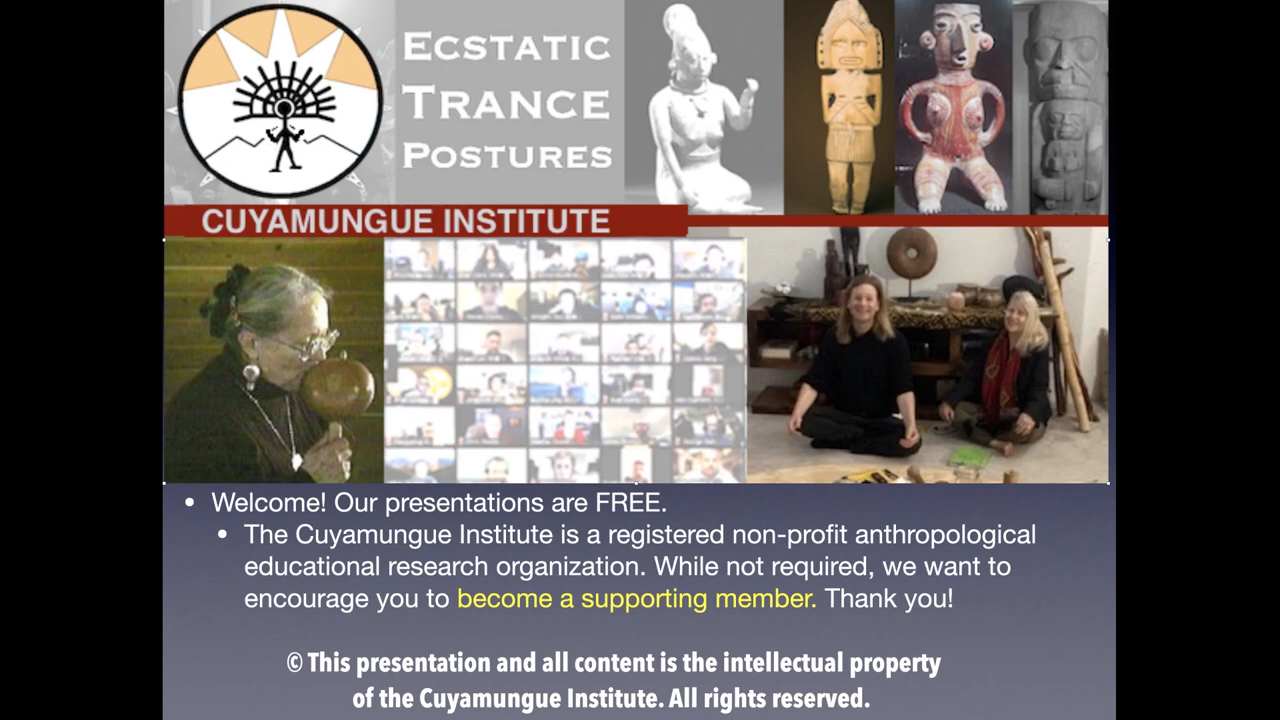 ECSTATIC
TRANCE
POSTURES
CUYAMUNGUE INSTITUTE
• Welcome! Our presentations are FREE.
• The Cuyamungue Institute is a registered non-profit anthropological
educational research organization. While not required, we want to
encourage you to become a supporting member. Thank you!
© This presentation and all content is the intellectual property
of the Cuyamungue Institute. All rights reserved.